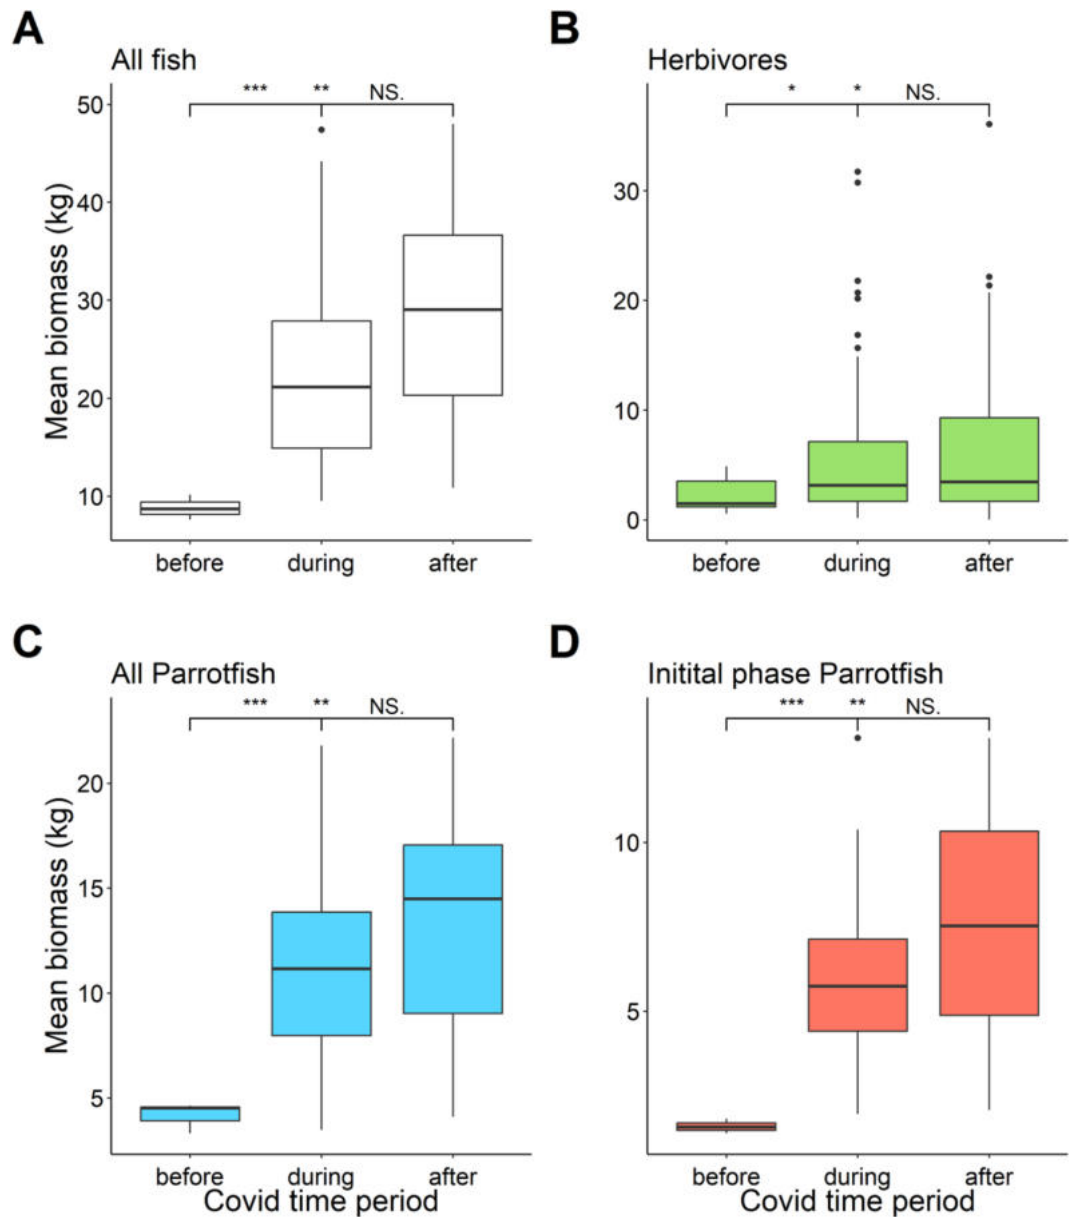 A
All fish
*** ** NS.
50
40
30
20
10
Mean biomass (kg)
before during after
B
Herbivores
* * NS.
30
20
10
0
before during after
C
All Parrotfish
*** ** NS.
20
15
10
5
Mean biomass (kg)
before during after
Covid time period
D
Initital phase Parrotfish
*** ** NS.
10
5
before during after
Covid time period